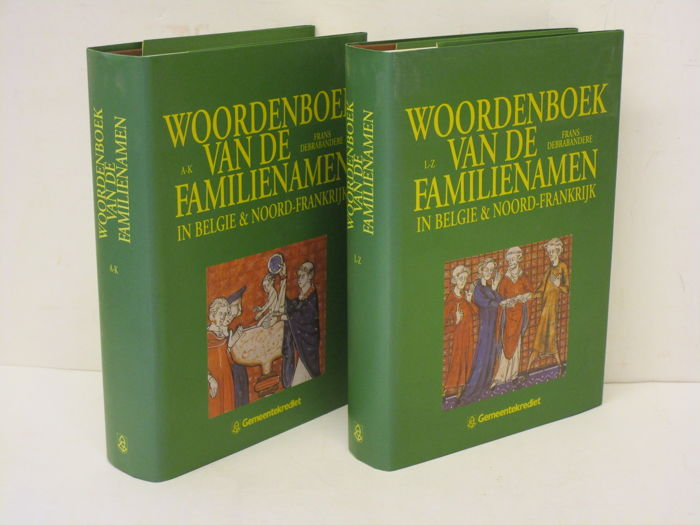 WOORDENBOEK
VAN DE
FAMILIENAMEN
A-K
WOORDENBOEK
A-K
VAN DE
FRANS
DEBRABANDERE
FAMILIENAMEN
IN BELGIE & NOORD-FRANKRIJK
Gemeentekrediet
WOORDENBOEK
VAN DE
FAMILIENAMEN
L-Z
WOORDENBOEK
L-Z
VAN DE
FRANS
DEBRABANDERE
FAMILIENAMEN
IN BELGIE & NOORD-FRANKRIJK
Gemeentekrediet